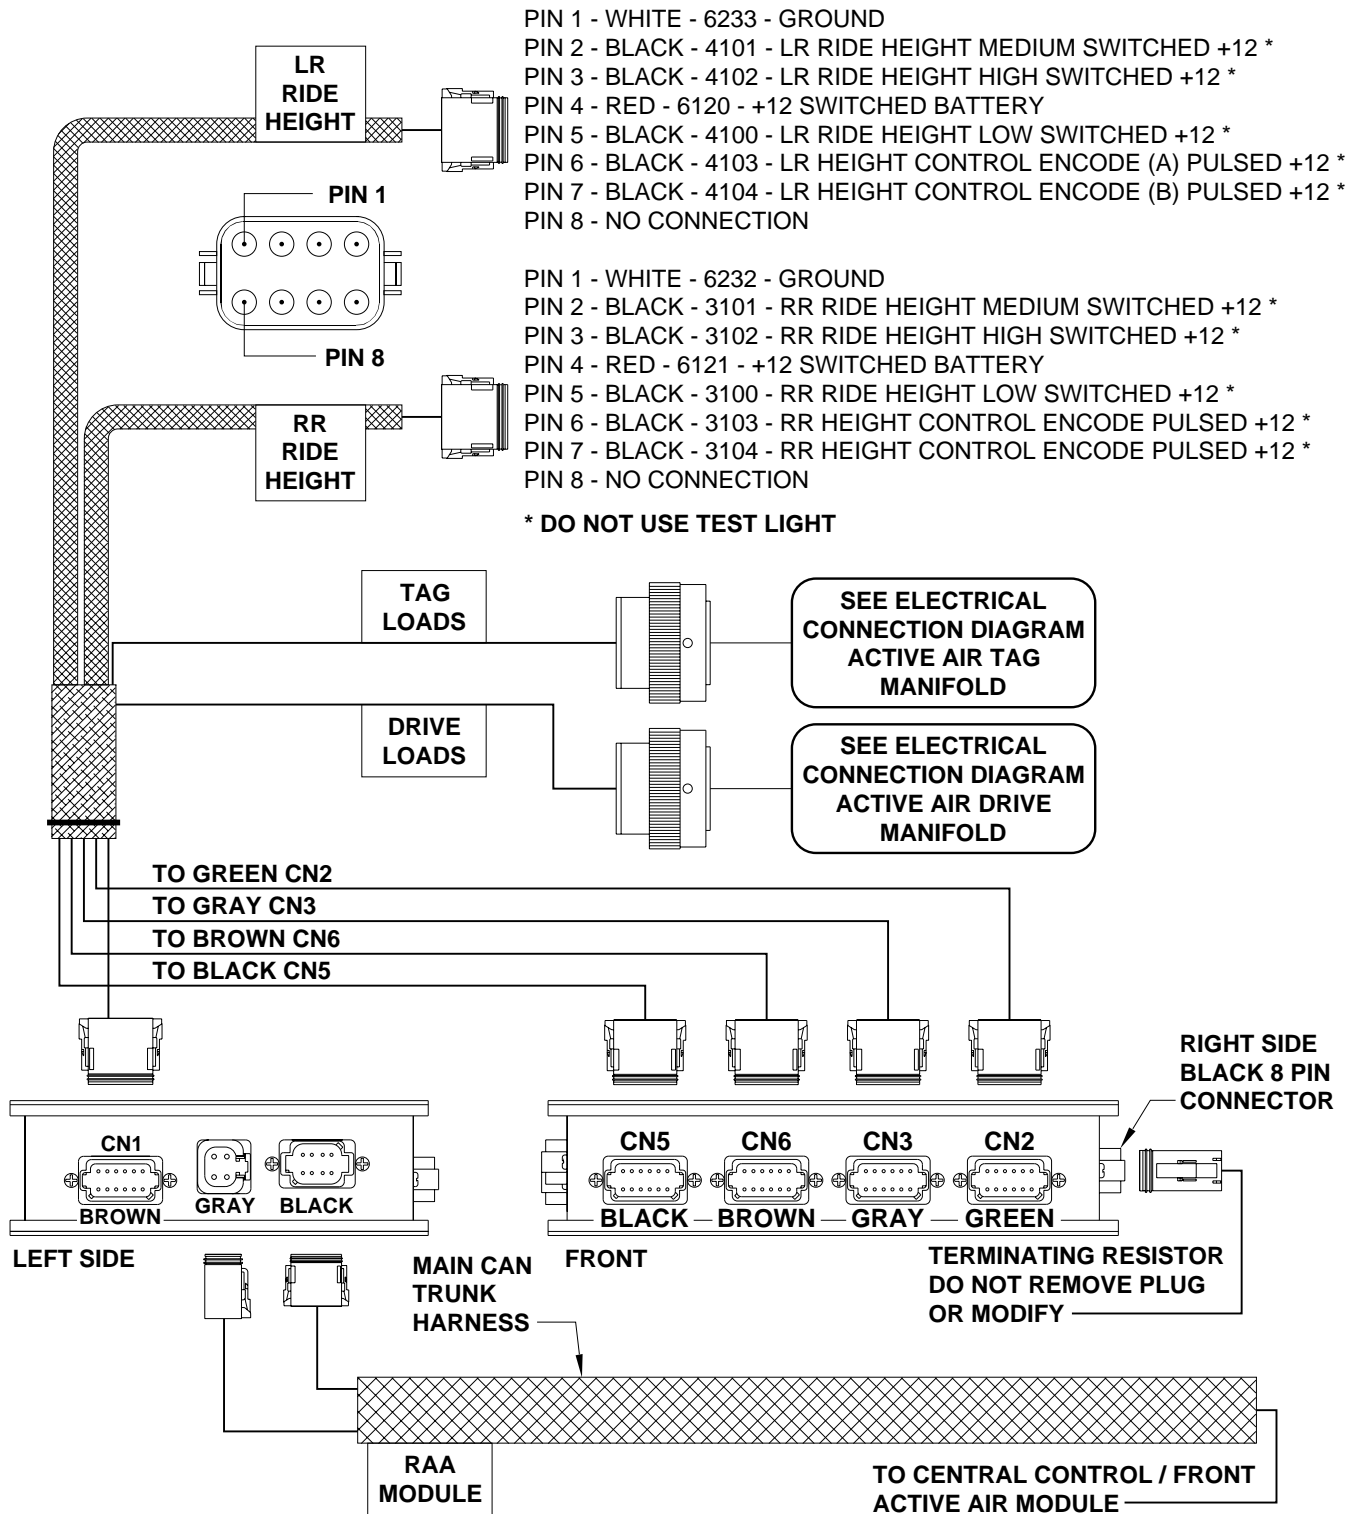 PIN 1 - WHITE - 6233 - GROUND
PIN 2 - BLACK - 4101 - LR RIDE HEIGHT MEDIUM SWITCHED +12 *
PIN 3 - BLACK - 4102 - LR RIDE HEIGHT HIGH SWITCHED +12 *
PIN 4 - RED - 6120 - +12 SWITCHED BATTERY
PIN 5 - BLACK - 4100 - LR RIDE HEIGHT LOW SWITCHED +12 *
PIN 6 - BLACK - 4103 - LR HEIGHT CONTROL ENCODE (A) PULSED +12 *
PIN 7 - BLACK - 4104 - LR HEIGHT CONTROL ENCODE (B) PULSED +12 *
PIN 8 - NO CONNECTION
LR
RIDE
HEIGHT
PIN 1
PIN 8
PIN 1 - WHITE - 6232 - GROUND
PIN 2 - BLACK - 3101 - RR RIDE HEIGHT MEDIUM SWITCHED +12 *
PIN 3 - BLACK - 3102 - RR RIDE HEIGHT HIGH SWITCHED +12 *
PIN 4 - RED - 6121 - +12 SWITCHED BATTERY
PIN 5 - BLACK - 3100 - RR RIDE HEIGHT LOW SWITCHED +12 *
PIN 6 - BLACK - 3103 - RR HEIGHT CONTROL ENCODE PULSED +12 *
PIN 7 - BLACK - 3104 - RR HEIGHT CONTROL ENCODE PULSED +12 *
PIN 8 - NO CONNECTION
RR
RIDE
HEIGHT
* DO NOT USE TEST LIGHT
TAG
LOADS
SEE ELECTRICAL
CONNECTION DIAGRAM
ACTIVE AIR TAG
MANIFOLD
DRIVE
LOADS
SEE ELECTRICAL
CONNECTION DIAGRAM
ACTIVE AIR DRIVE
MANIFOLD
TO GREEN CN2
TO GRAY CN3
TO BROWN CN6
TO BLACK CN5
RIGHT SIDE
BLACK 8 PIN
CONNECTOR
CN1
BROWN
GRAY
BLACK
LEFT SIDE
CN5
CN6
CN3
CN2
BLACK
BROWN
GRAY
GREEN
FRONT
TERMINATING RESISTOR
DO NOT REMOVE PLUG
OR MODIFY
MAIN CAN
TRUNK
HARNESS
RAA
MODULE
TO CENTRAL CONTROL / FRONT
ACTIVE AIR MODULE